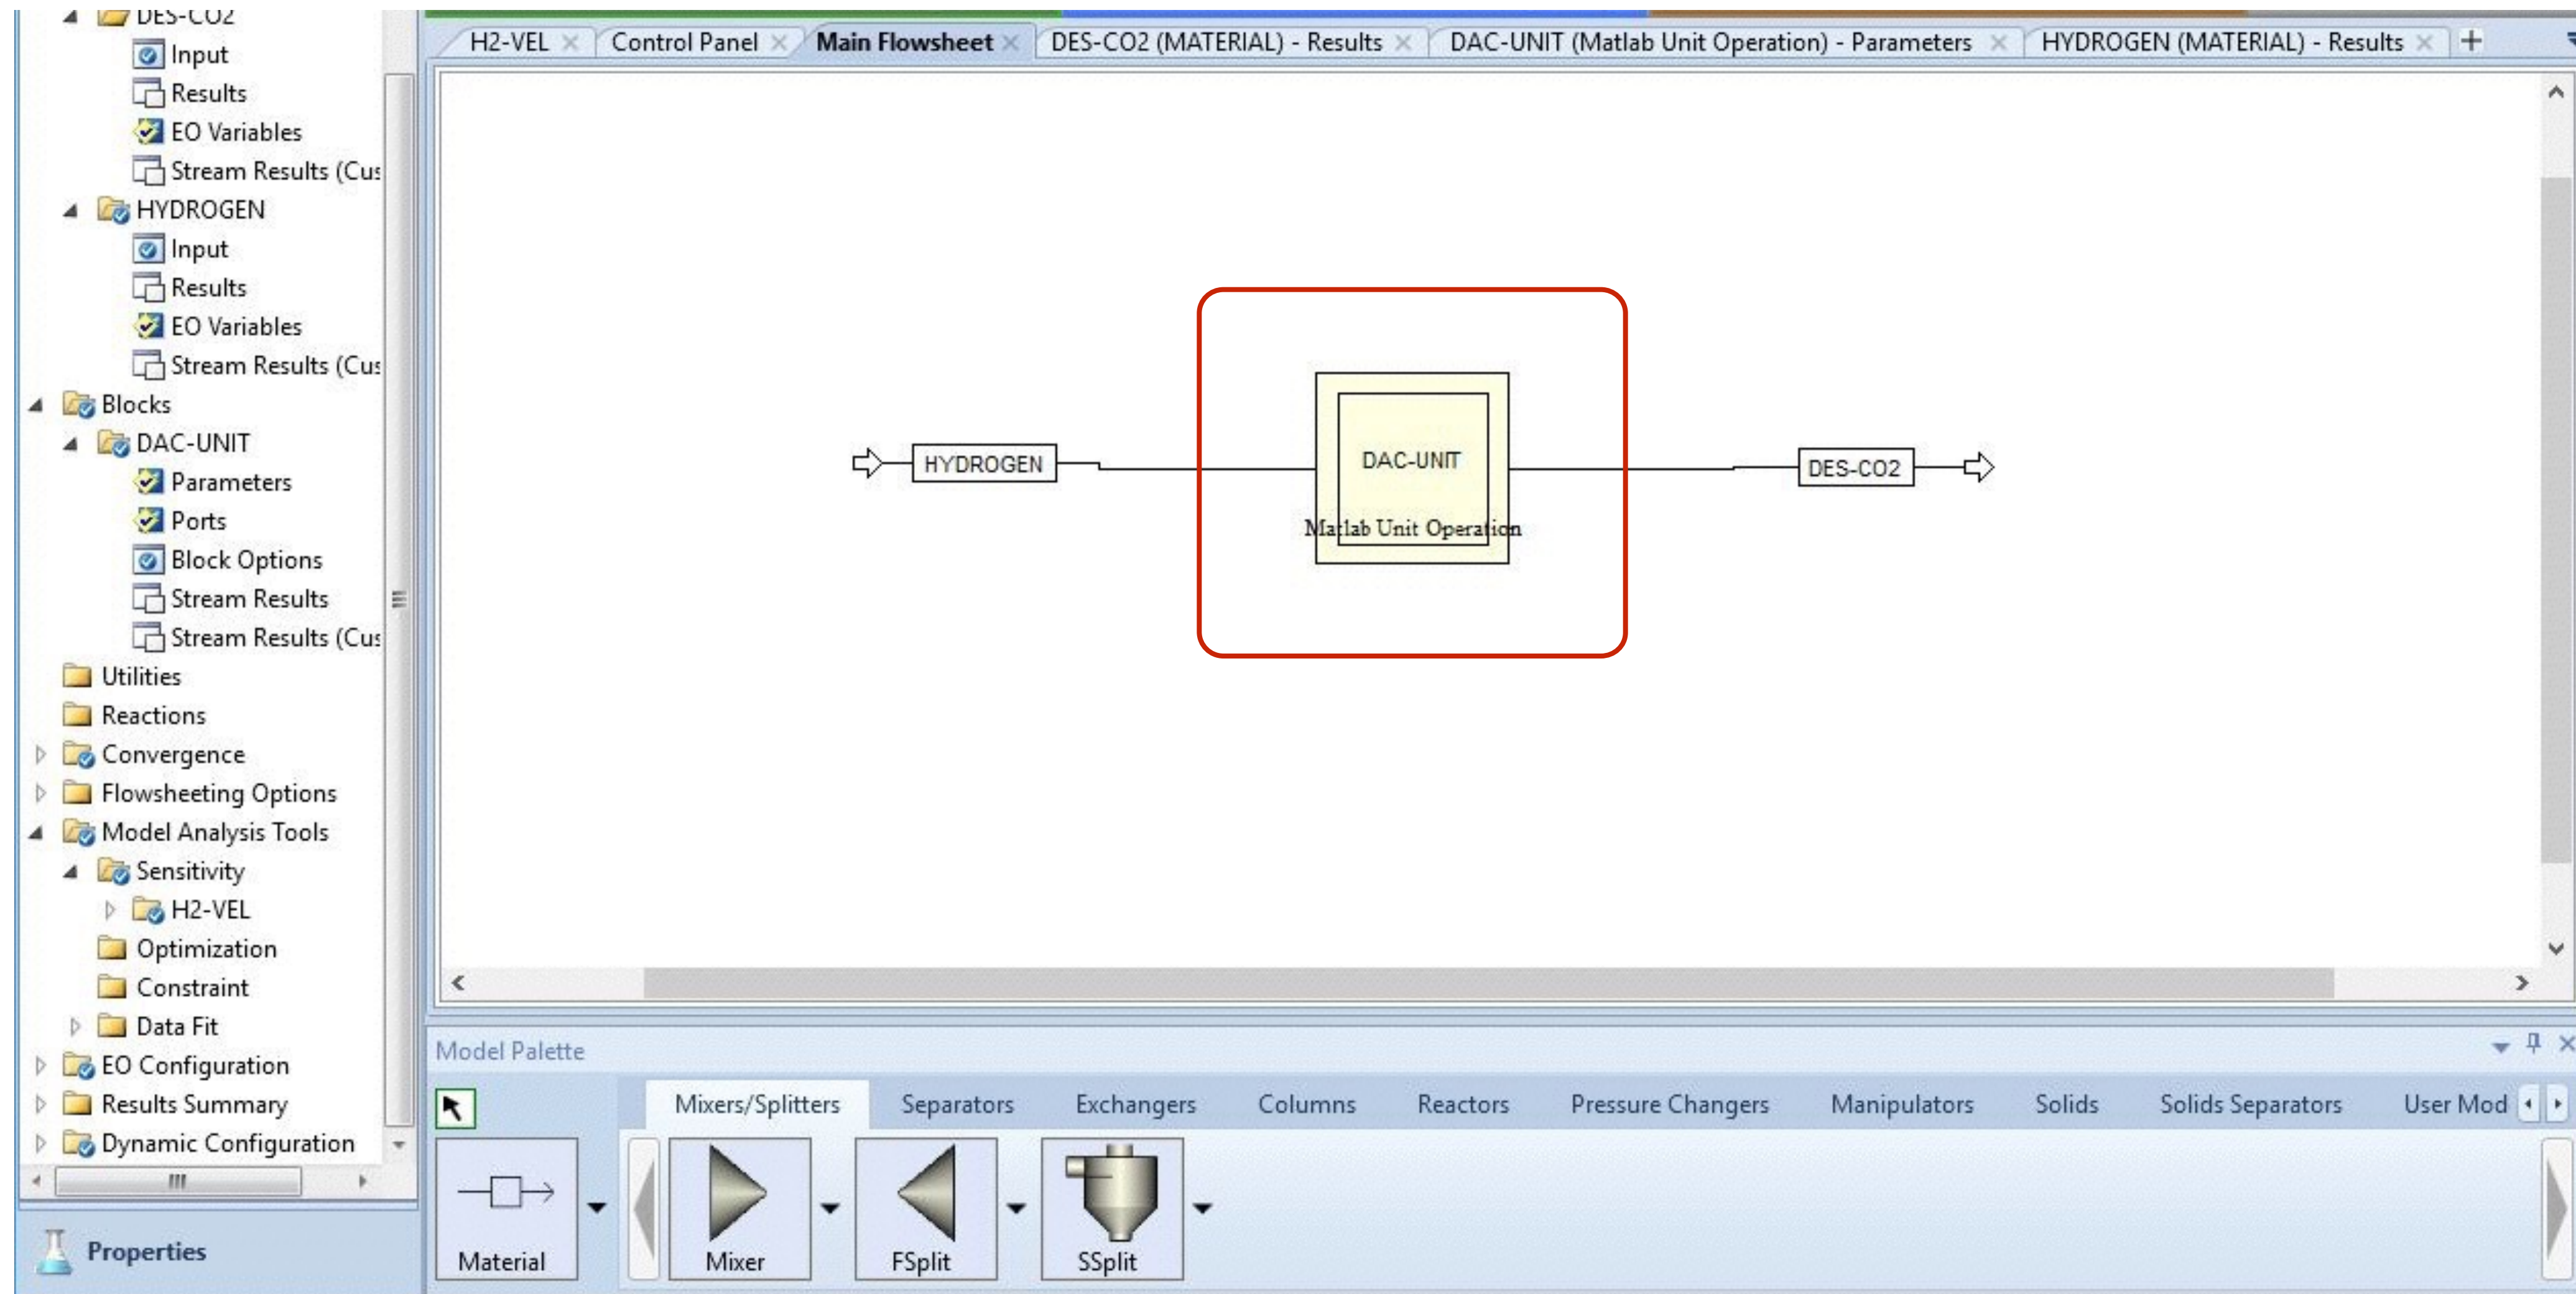 DES-CO2
Input
Results
EO Variables
Stream Results (Cus
HYDROGEN
Input
Results
EO Variables
Stream Results (Cus
Blocks
DAC-UNIT
Parameters
Ports
Block Options
Stream Results
Stream Results (Cus
Utilities
Reactions
Convergence
Flowsheeting Options
Model Analysis Tools
Sensitivity
H2-VEL
Optimization
Constraint
Data Fit
EO Configuration
Results Summary
Dynamic Configuration
Properties
H2-VEL Control Panel Main Flowsheet DES-CO2 (MATERIAL) - Results DAC-UNIT (Matlab Unit Operation) - Parameters HYDROGEN (MATERIAL) - Results +
HYDROGEN
DAC-UNIT
Matlab Unit Operation
DES-CO2
Model Palette
Mixers/Splitters Separators Exchangers Columns Reactors Pressure Changers Manipulators Solids Solids Separators User Mod
Material Mixer FSplit SSplit